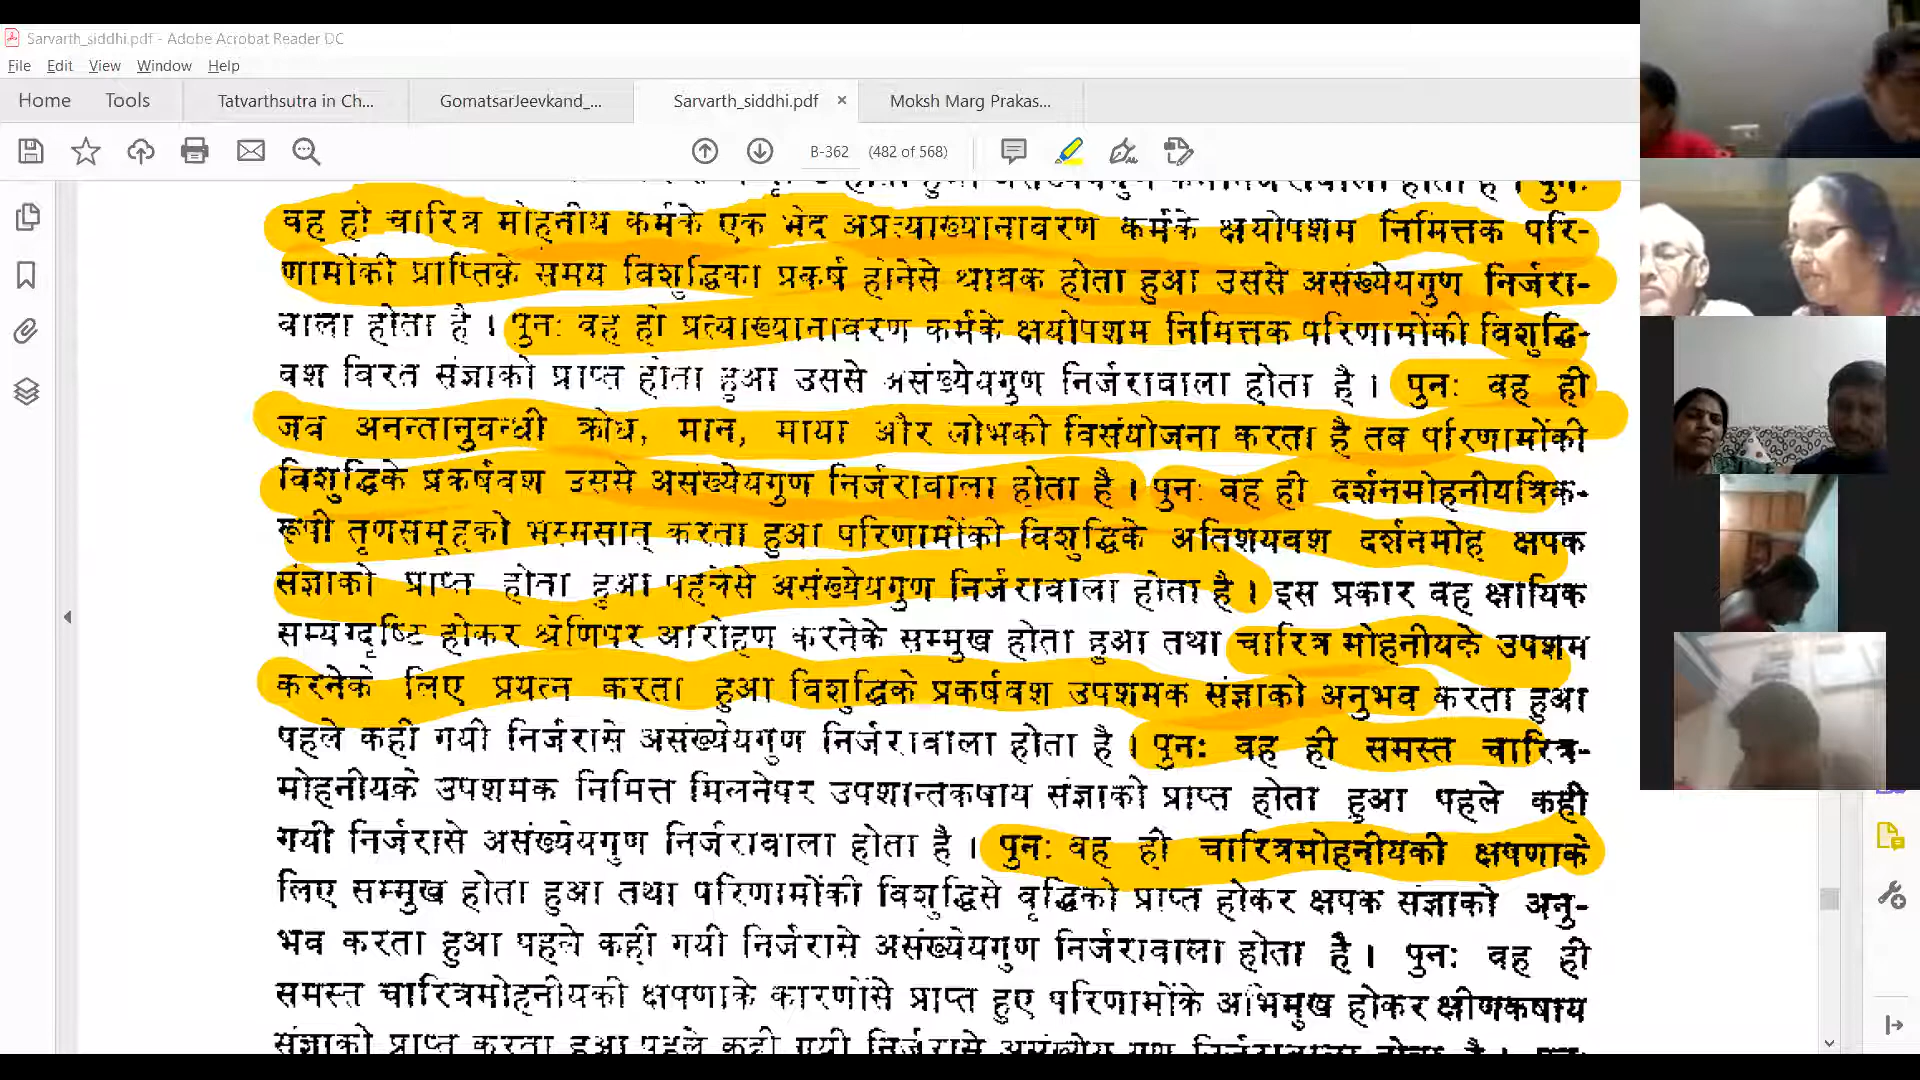 Sarvarth_siddhi.pdf - Adobe Acrobat Reader DC
File Edit View Window Help
Home Tools Tatvarthsutra in Ch... GomatsarJeevkand_... Sarvarth_siddhi.pdf × Moksh Marg Prakas...
B-362 (482 of 568)
पुनः
वह ही चारित्र मोहनीय कर्मके एक भेद अप्रत्याख्यानावरण कर्मके क्षयोपशम निमित्तक परि-
णामोंकी प्राप्तिके समय विशुद्धिका प्रकर्ष होनेसे श्रावक होता हुआ उससे असंख्येयगुण निर्जरा-
वाला होता है । पुनः वह ही प्रत्याख्यानावरण कर्मके क्षयोपशम निमित्तक परिणामोंकी विशुद्धि-
वश विरत संज्ञाको प्राप्त होता हुआ उससे असंख्येयगुण निर्जरावाला होता है । पुनः वह ही
जब अनन्तानुबन्धी क्रोध, मान, माया और लोभकी विसंयोजना करता है तब परिणामोंकी
विशुद्धिके प्रकर्षवश उससे असंख्येयगुण निर्जरावाला होता है । पुनः वह ही दर्शनमोहनीयत्रिक-
रूपी तृणसमूहको भस्मसात् करता हुआ परिणामोंकी विशुद्धिके अतिशयवश दर्शनमोह क्षपक
संज्ञाको प्राप्त होता हुआ पहलेसे असंख्येयगुण निर्जरावाला होता है । इस प्रकार वह क्षायिक
सम्यग्दृष्टि होकर श्रेणिपर आरोहण करनेके सम्मुख होता हुआ तथा चारित्र मोहनीयके उपशम
करनेके लिए प्रयत्न करता हुआ विशुद्धिके प्रकर्षवश उपशमक संज्ञाको अनुभव करता हुआ
पहले कही गयी निर्जरासे असंख्येयगुण निर्जरावाला होता है । पुनः वह ही समस्त चारित्र-
मोहनीयके उपशमक निमित्त मिलनेपर उपशान्तकषाय संज्ञाको प्राप्त होता हुआ पहले कही
गयी निर्जरासे असंख्येयगुण निर्जरावाला होता है । पुनः वह ही चारित्रमोहनीयकी क्षपणाके
लिए सम्मुख होता हुआ तथा परिणामोंकी विशुद्धिसे वृद्धिको प्राप्त होकर क्षपक संज्ञाको अनु-
भव करता हुआ पहले कही गयी निर्जरासे असंख्येयगुण निर्जरावाला होता है । पुनः वह ही
समस्त चारित्रमोहनीयकी क्षपणाके कारणोंसे प्राप्त हुए परिणामोंके अभिमुख होकर क्षीणकषाय
संज्ञाको प्राप्त करता हुआ पहले कही गयी निर्जरासे असंख्येय गुण निर्जरावाला होता है । पुनः